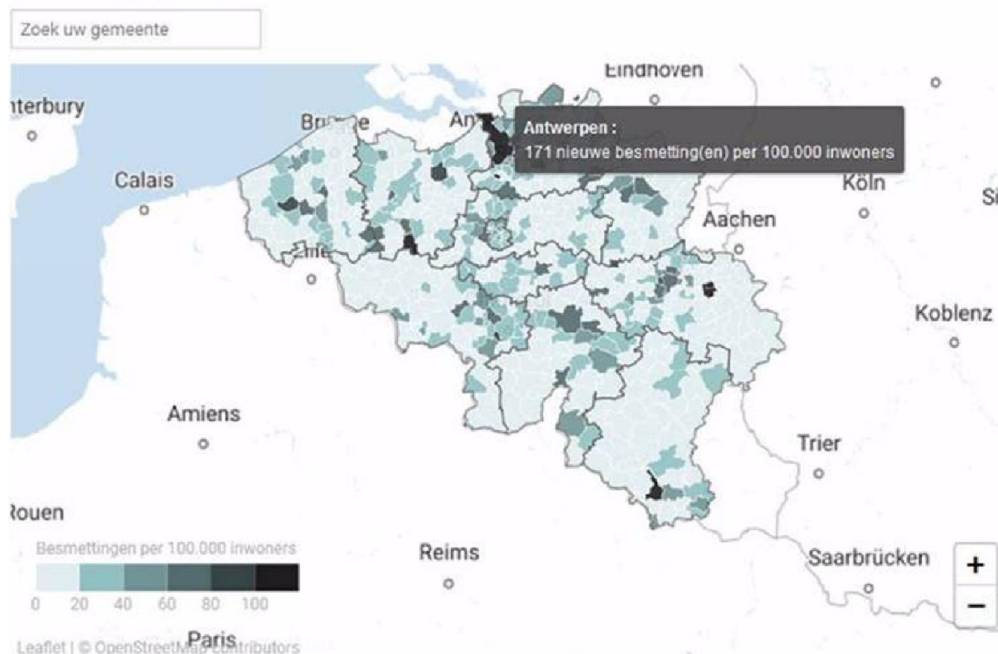 Zoek uw gemeente
Eindhoven
nterbury
Antwerpen :
171 nieuwe besmetting(en) per 100.000 inwoners
Calais
Köln
Aachen
Koblenz
Amiens
Trier
Rouen
Besmettingen per 100.000 inwoners
Reims
Saarbrücken
+
0 20 40 60 80 100
−
Paris
Leaflet | © OpenStreetMap contributors